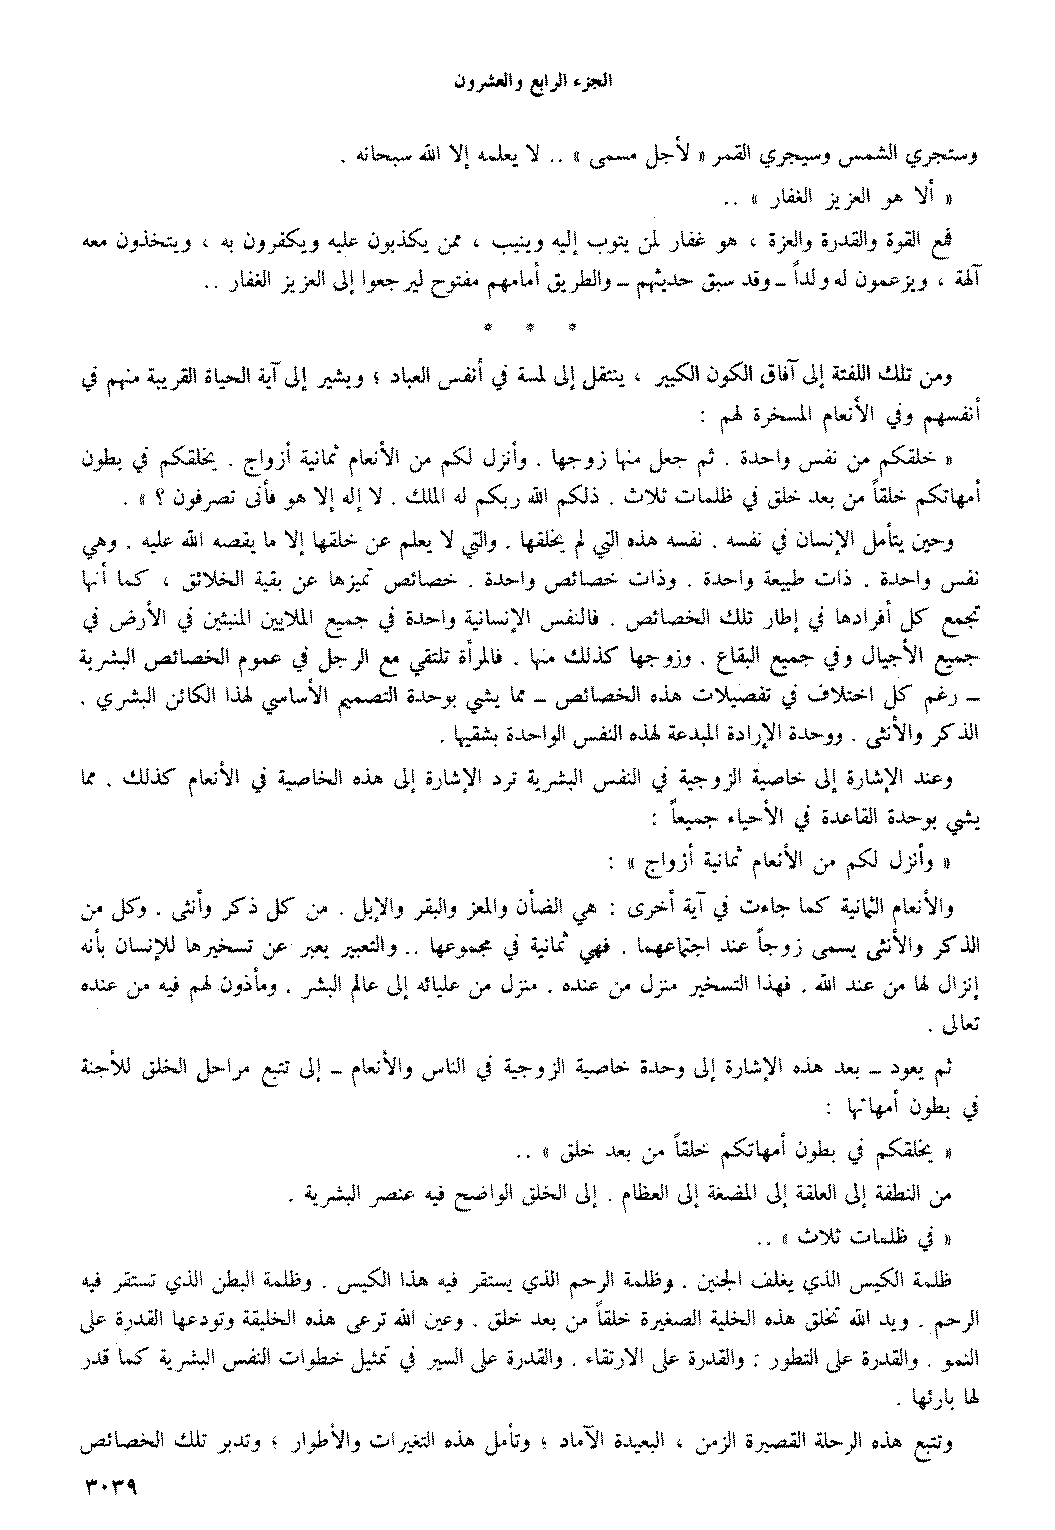 الجزء الرابع والعشرون
وستجري الشمس وسيجري القمر « لأجل مسمى » .. لا يعلمه إلا الله سبحانه .
« ألا هو العزيز الغفار » ..
فمع القوة والقدرة والعزة ، هو غفار لمن يتوب إليه وينيب ، ممن يكذبون عليه ويكفرون به ، ويتخذون معه
آلهة ، ويزعمون له ولداً ــ وقد سبق حديثهم ــ والطريق أمامهم مفتوح ليرجعوا إلى العزيز الغفار ..
* * *
ومن تلك اللفتة إلى آفاق الكون الكبير ، ينتقل إلى لمسة في أنفس العباد ؛ ويشير إلى آية الحياة القريبة منهم في
أنفسهم وفي الأنعام المسخرة لهم :
« خلقكم من نفس واحدة . ثم جعل منها زوجها . وأنزل لكم من الأنعام ثمانية أزواج . يخلقكم في بطون
أمهاتكم خلقاً من بعد خلق في ظلمات ثلاث . ذلكم الله ربكم له الملك . لا إله إلا هو فأنى تصرفون ؟ » .
وحين يتأمل الإنسان في نفسه . نفسه هذه التي لم يخلقها . والتي لا يعلم عن خلقها إلا ما يقصه الله عليه . وهي
نفس واحدة . ذات طبيعة واحدة . وذات خصائص واحدة . خصائص تميزها عن بقية الخلائق ، كما أنها
تجمع كل أفرادها في إطار تلك الخصائص . فالنفس الإنسانية واحدة في جميع الملايين المنبثين في الأرض في
جميع الأجيال وفي جميع البقاع . وزوجها كذلك منها . فالمرأة تلتقي مع الرجل في عموم الخصائص البشرية
ــ رغم كل اختلاف في تفصيلات هذه الخصائص ــ مما يشي بوحدة التصميم الأساسي لهذا الكائن البشري .
الذكر والأنثى . ووحدة الإرادة المبدعة لهذه النفس الواحدة بشقيها .
وعند الإشارة إلى خاصية الزوجية في النفس البشرية ترد الإشارة إلى هذه الخاصية في الأنعام كذلك . مما
يشي بوحدة القاعدة في الأحياء جميعاً :
« وأنزل لكم من الأنعام ثمانية أزواج » :
والأنعام الثمانية كما جاءت في آية أخرى : هي الضأن والمعز والبقر والإبل . من كل ذكر وأنثى . وكل من
الذكر والأنثى يسمى زوجاً عند اجتماعهما . فهي ثمانية في مجموعها .. والتعبير يعبر عن تسخيرها للإنسان بأنه
إنزال لها من عند الله . فهذا التسخير منزل من عنده . منزل من عليائه إلى عالم البشر . ومأذون لهم فيه من عنده
تعالى .
ثم يعود ــ بعد هذه الإشارة إلى وحدة خاصية الزوجية في الناس والأنعام ــ إلى تتبع مراحل الخلق للأجنة
في بطون أمهاتها :
« يخلقكم في بطون أمهاتكم خلقاً من بعد خلق » ..
من النطفة إلى العلقة إلى المضغة إلى العظام . إلى الخلق الواضح فيه عنصر البشرية .
« في ظلمات ثلاث » ..
ظلمة الكيس الذي يغلف الجنين . وظلمة الرحم الذي يستقر فيه هذا الكيس . وظلمة البطن الذي تستقر فيه
الرحم . ويد الله تخلق هذه الخلية الصغيرة خلقاً من بعد خلق . وعين الله ترعى هذه الخليقة وتودعها القدرة على
النمو . والقدرة على التطور : والقدرة على الارتقاء . والقدرة على السير في تمثيل خطوات النفس البشرية كما قدر
لها بارئها .
وتتبع هذه الرحلة القصيرة الزمن ، البعيدة الآماد ؛ وتأمل هذه التغيرات والأطوار ؛ وتدبر تلك الخصائص
٣٠٣٩